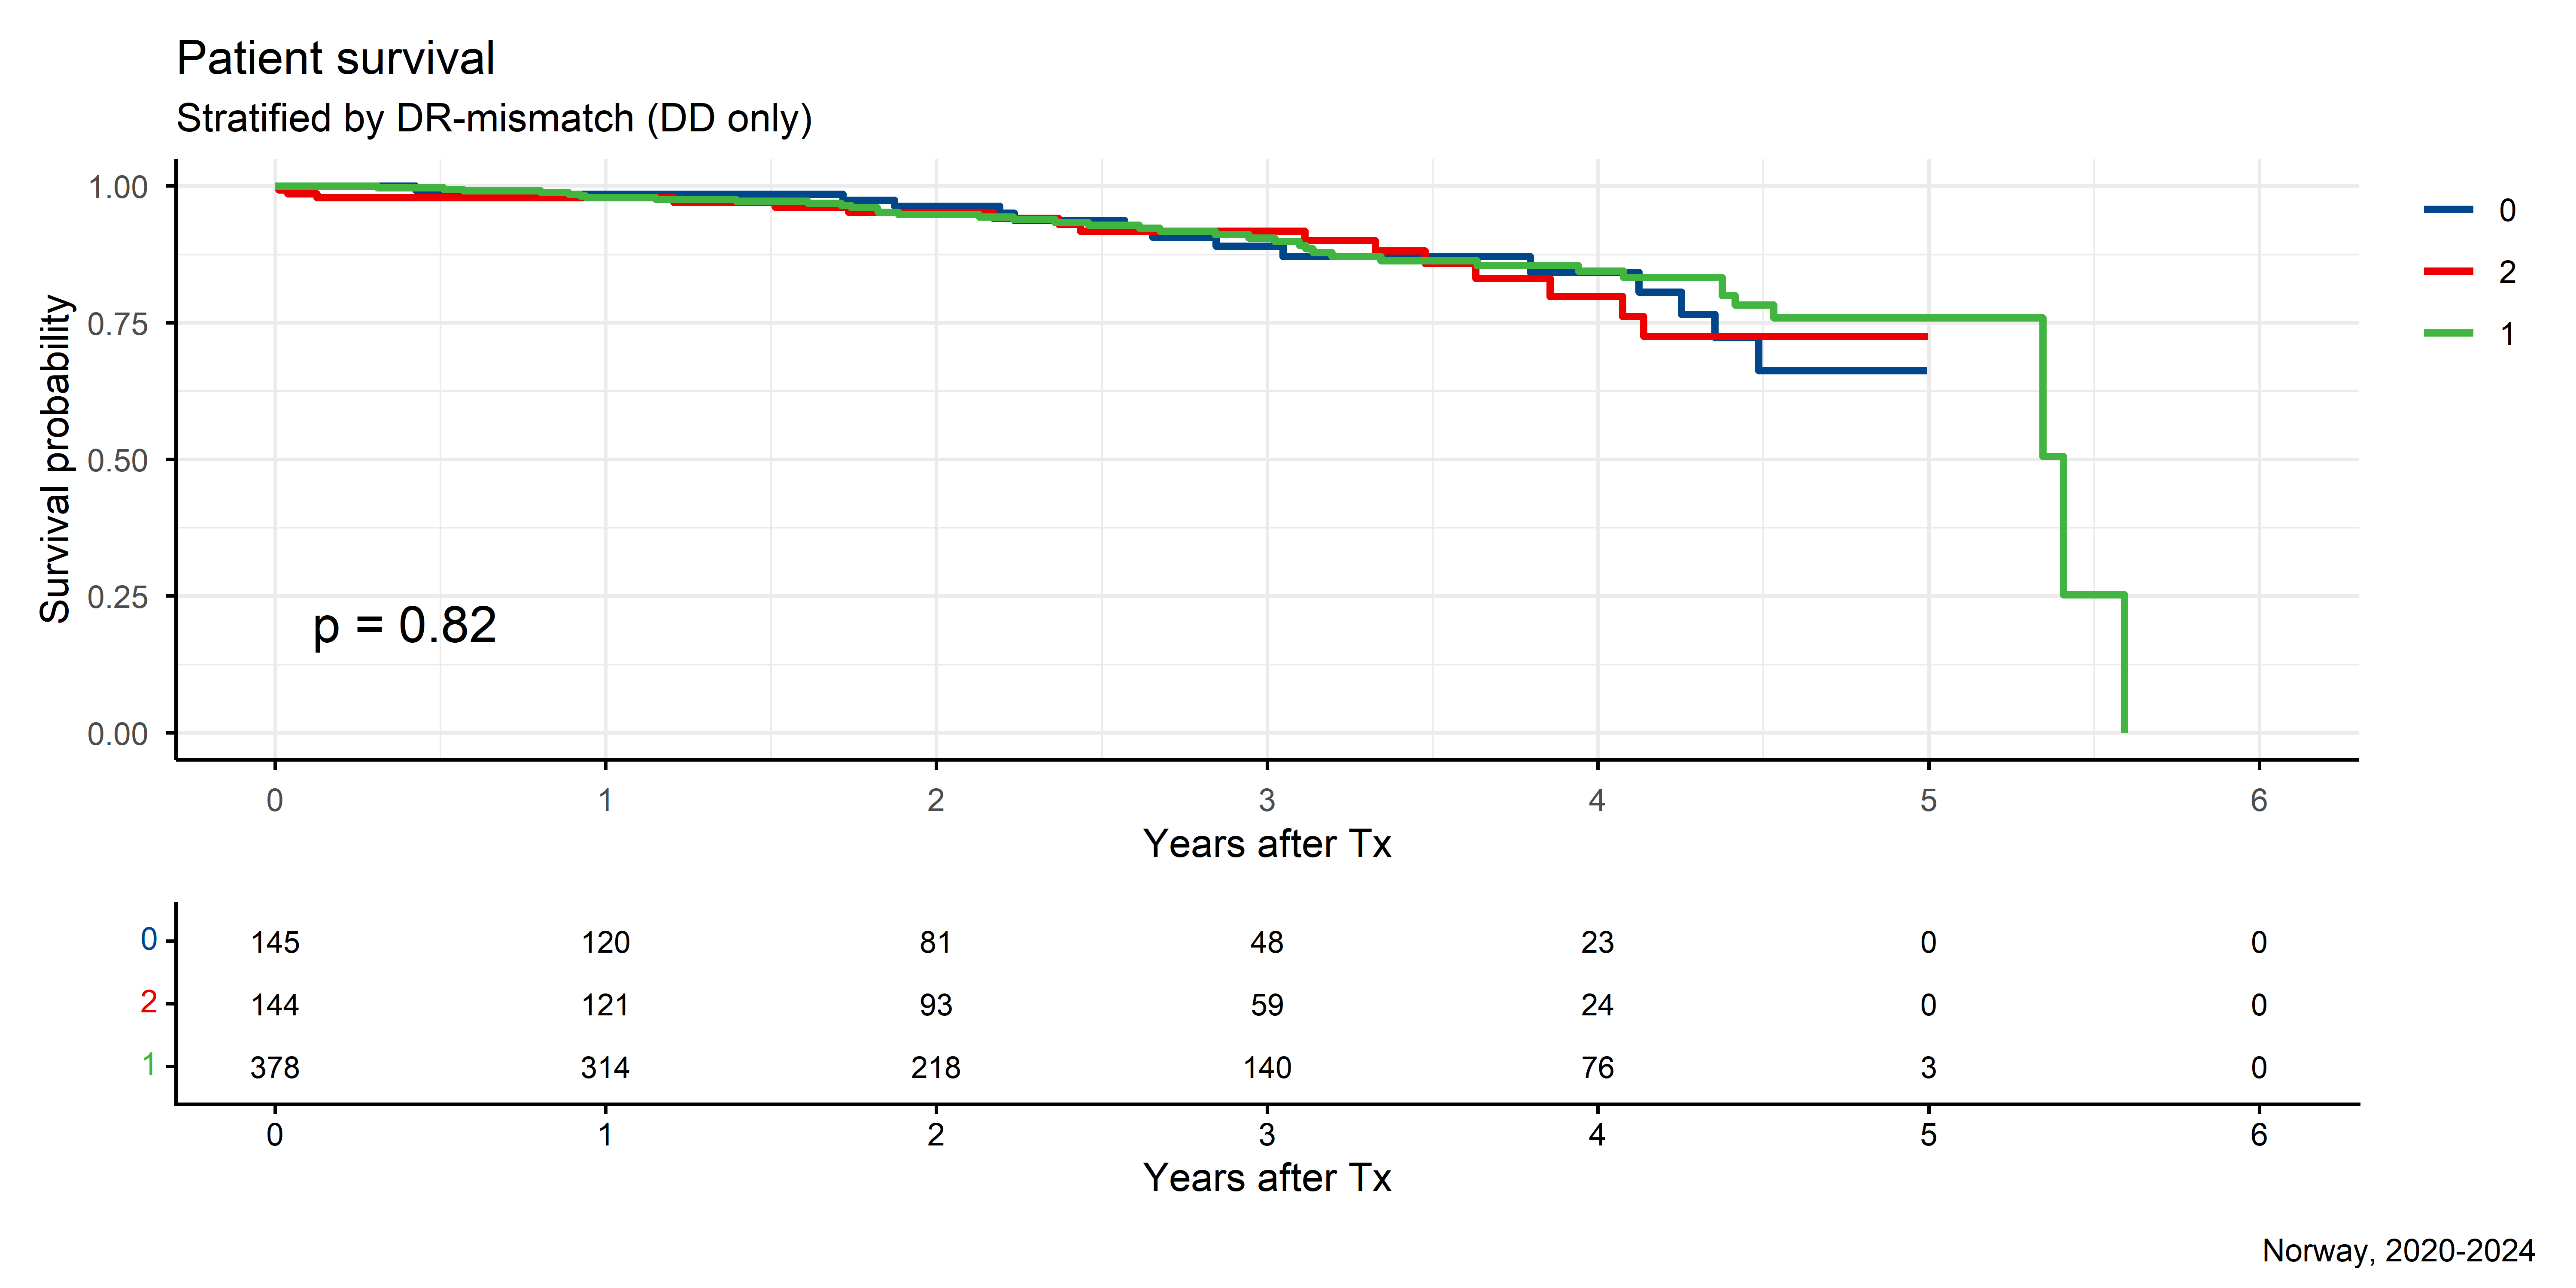 Patient survival
Stratified by DR-mismatch (DD only)
Survival probability
1.00
0.75
0.50
0.25
0.00
p = 0.82
0
2
1
0 1 2 3 4 5 6
Years after Tx
0 145 120 81 48 23 0 0
2 144 121 93 59 24 0 0
1 378 314 218 140 76 3 0
0 1 2 3 4 5 6
Years after Tx
Norway, 2020-2024